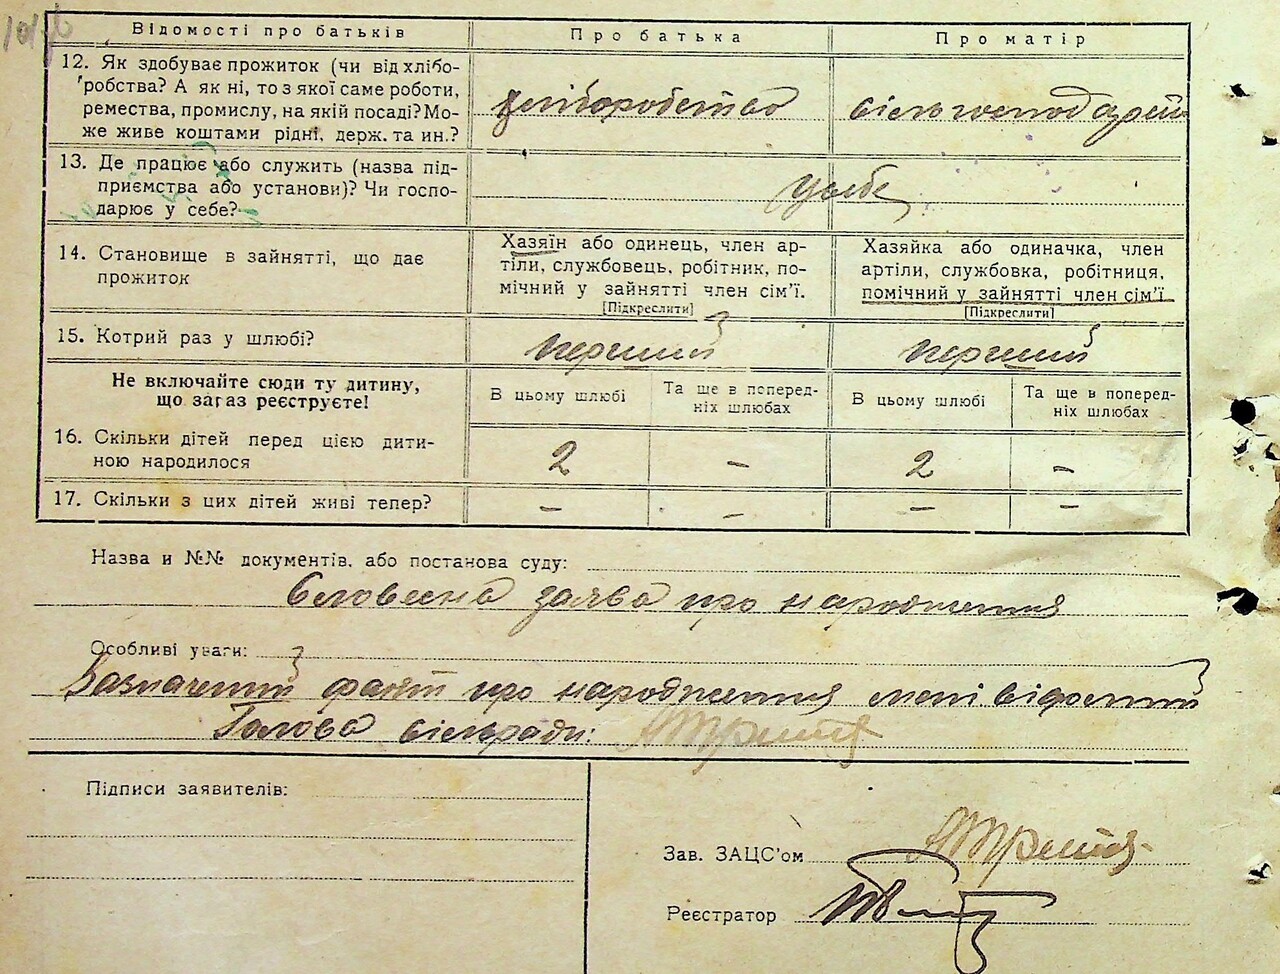 Відомості про батьків
Про батька
Про матір
12. Як здобуває прожиток (чи від хлібо-
робства? А як ні, то з якої саме роботи,
ремества, промислу, на якій посаді? Мо-
же живе коштами рідні, держ. та ин.?
хліборобство
сільгосподар
13. Де працює або служить (назва під-
приємства або установи)? Чи госпо-
дарює у себе?
у себе
14. Становище в зайнятті, що дає
прожиток
Хазяїн або одинець, член ар-
тіли, службовець, робітник, по-
мічний у зайнятті член сім'ї.
[Підкреслити]
Хазяйка або одиначка, член
артіли, службовка, робітниця,
помічний у зайнятті член сім'ї
[Підкреслити]
15. Котрий раз у шлюбі?
перший
перший
Не включайте сюди ту дитину,
що зараз реєструєте!
В цьому шлюбі
Та ще в поперед-
ніх шлюбах
В цьому шлюбі
Та ще в поперед-
ніх шлюбах
16. Скільки дітей перед цією дити-
ною народилося
2
–
2
–
17. Скільки з цих дітей живі тепер?
–
–
–
–
Назва и №№ документів, або постанова суду:
Словесна заява про народження
Особливі уваги:
Зазначений факт про народження мені відомий
Голова сільради:
Підписи заявителів:
Зав. ЗАЦС'ом
Реєстратор